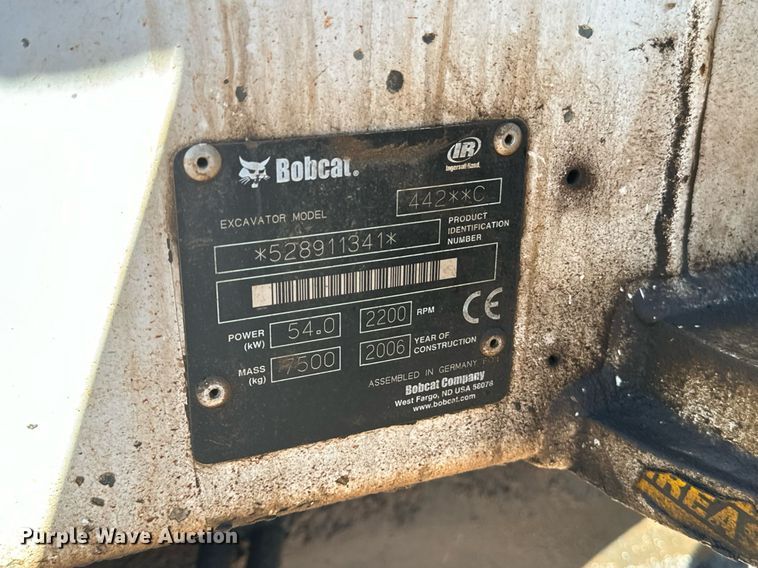 Bobcat®
IR
Ingersoll-Rand
EXCAVATOR MODEL 442**C
*528911341* PRODUCT IDENTIFICATION NUMBER
POWER (kW) 54.0 2200 RPM
MASS (kg) 7500 2006 YEAR OF CONSTRUCTION
CE
ASSEMBLED IN GERMANY
Bobcat Company
West Fargo, ND USA 58078
www.bobcat.com
Purple Wave Auction